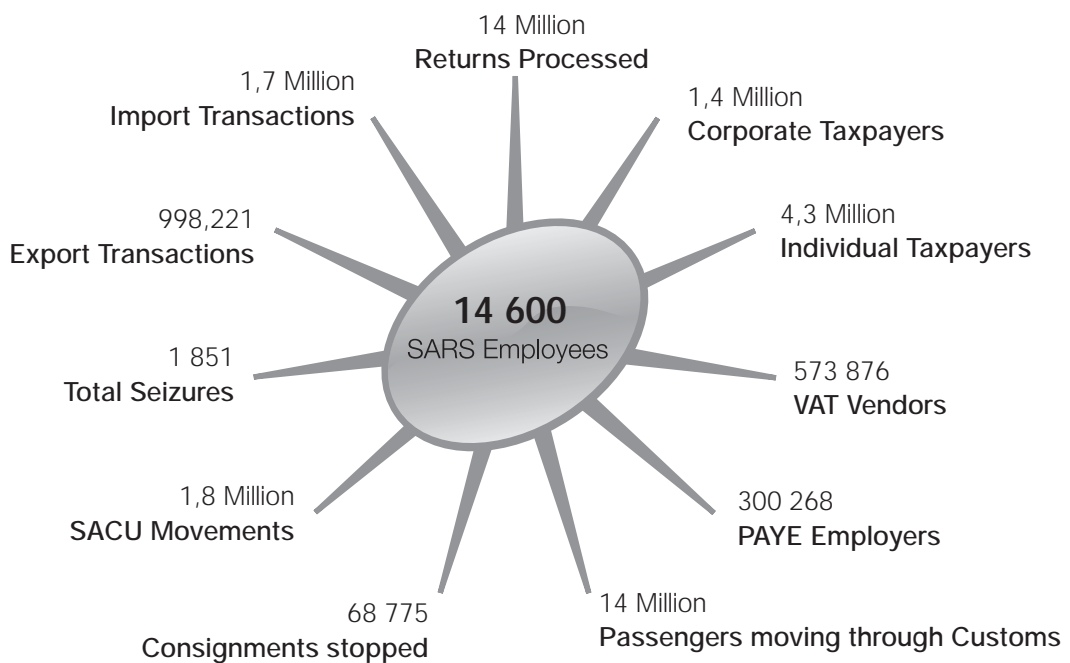 14 Million
Returns Processed
1,7 Million
Import Transactions
1,4 Million
Corporate Taxpayers
998,221
Export Transactions
4,3 Million
Individual Taxpayers
14 600
SARS Employees
1 851
Total Seizures
573 876
VAT Vendors
1,8 Million
SACU Movements
300 268
PAYE Employers
68 775
Consignments stopped
14 Million
Passengers moving through Customs